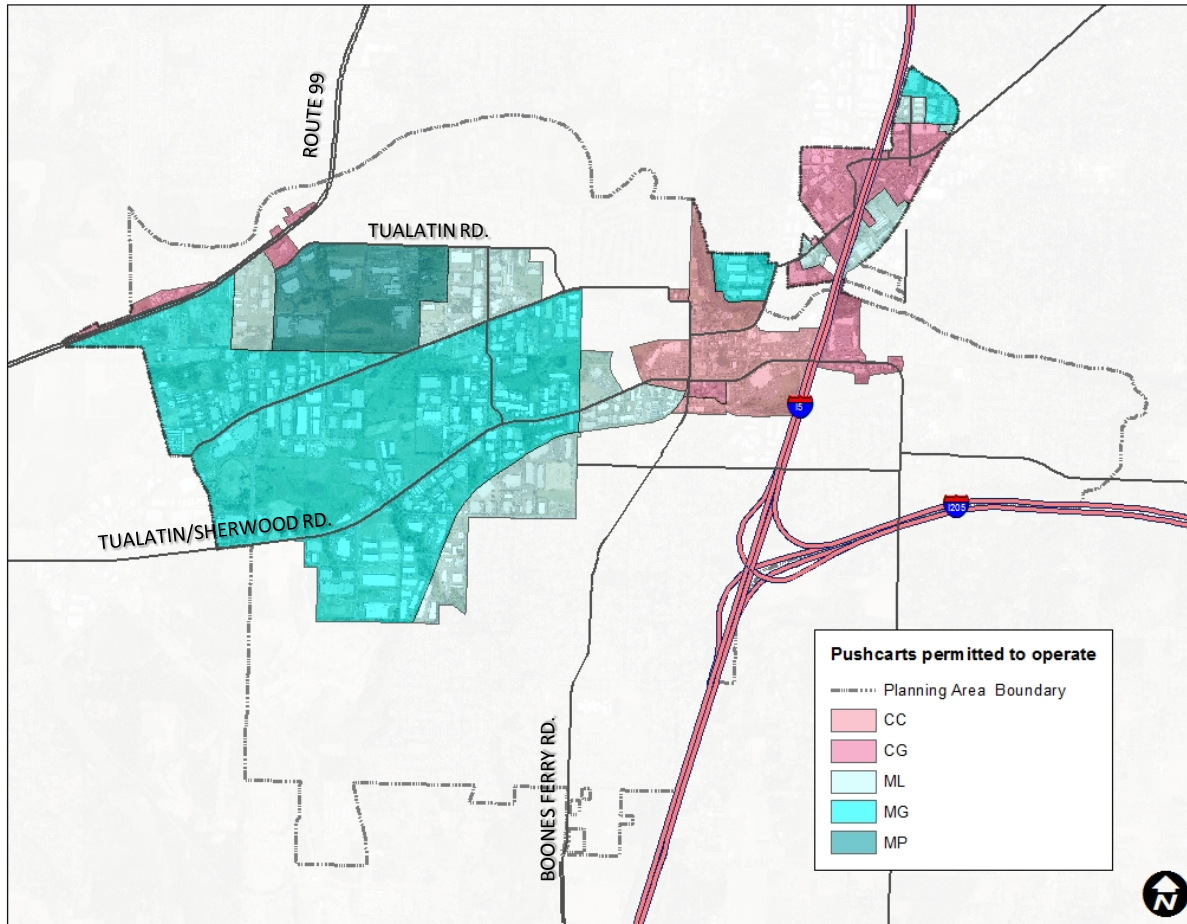 ROUTE 99
TUALATIN RD.
I5
I205
TUALATIN/SHERWOOD RD.
BOONES FERRY RD.
Pushcarts permitted to operate
Planning Area Boundary
CC
CG
ML
MG
MP
N